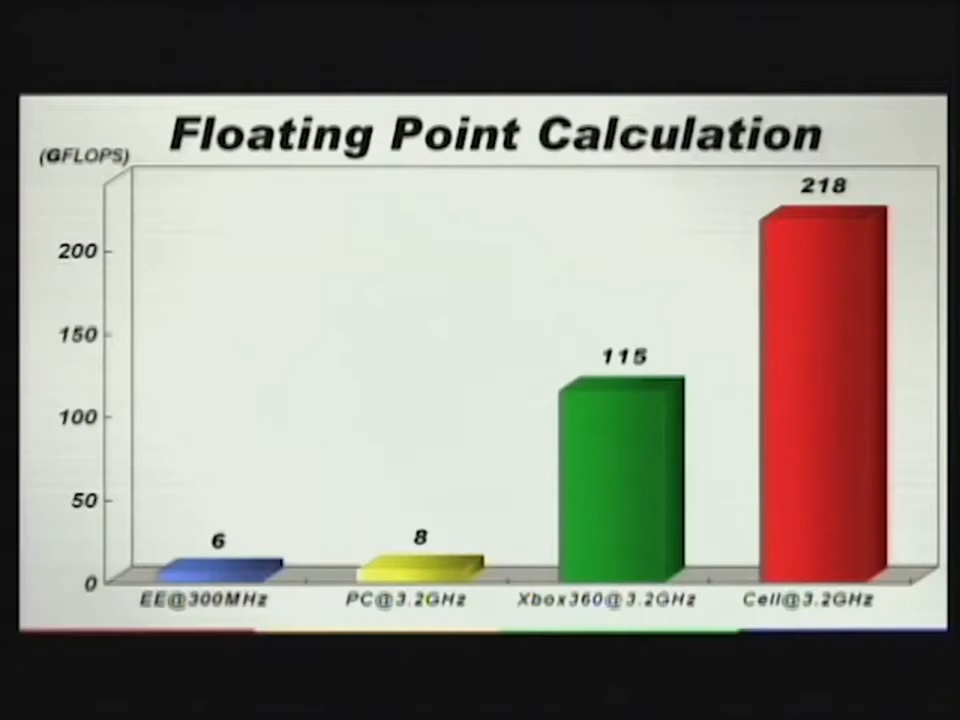 Floating Point Calculation
(GFLOPS)
218
200
150
115
100
50
6
8
0
EE@300MHz
PC@3.2GHz
Xbox360@3.2GHz
Cell@3.2GHz